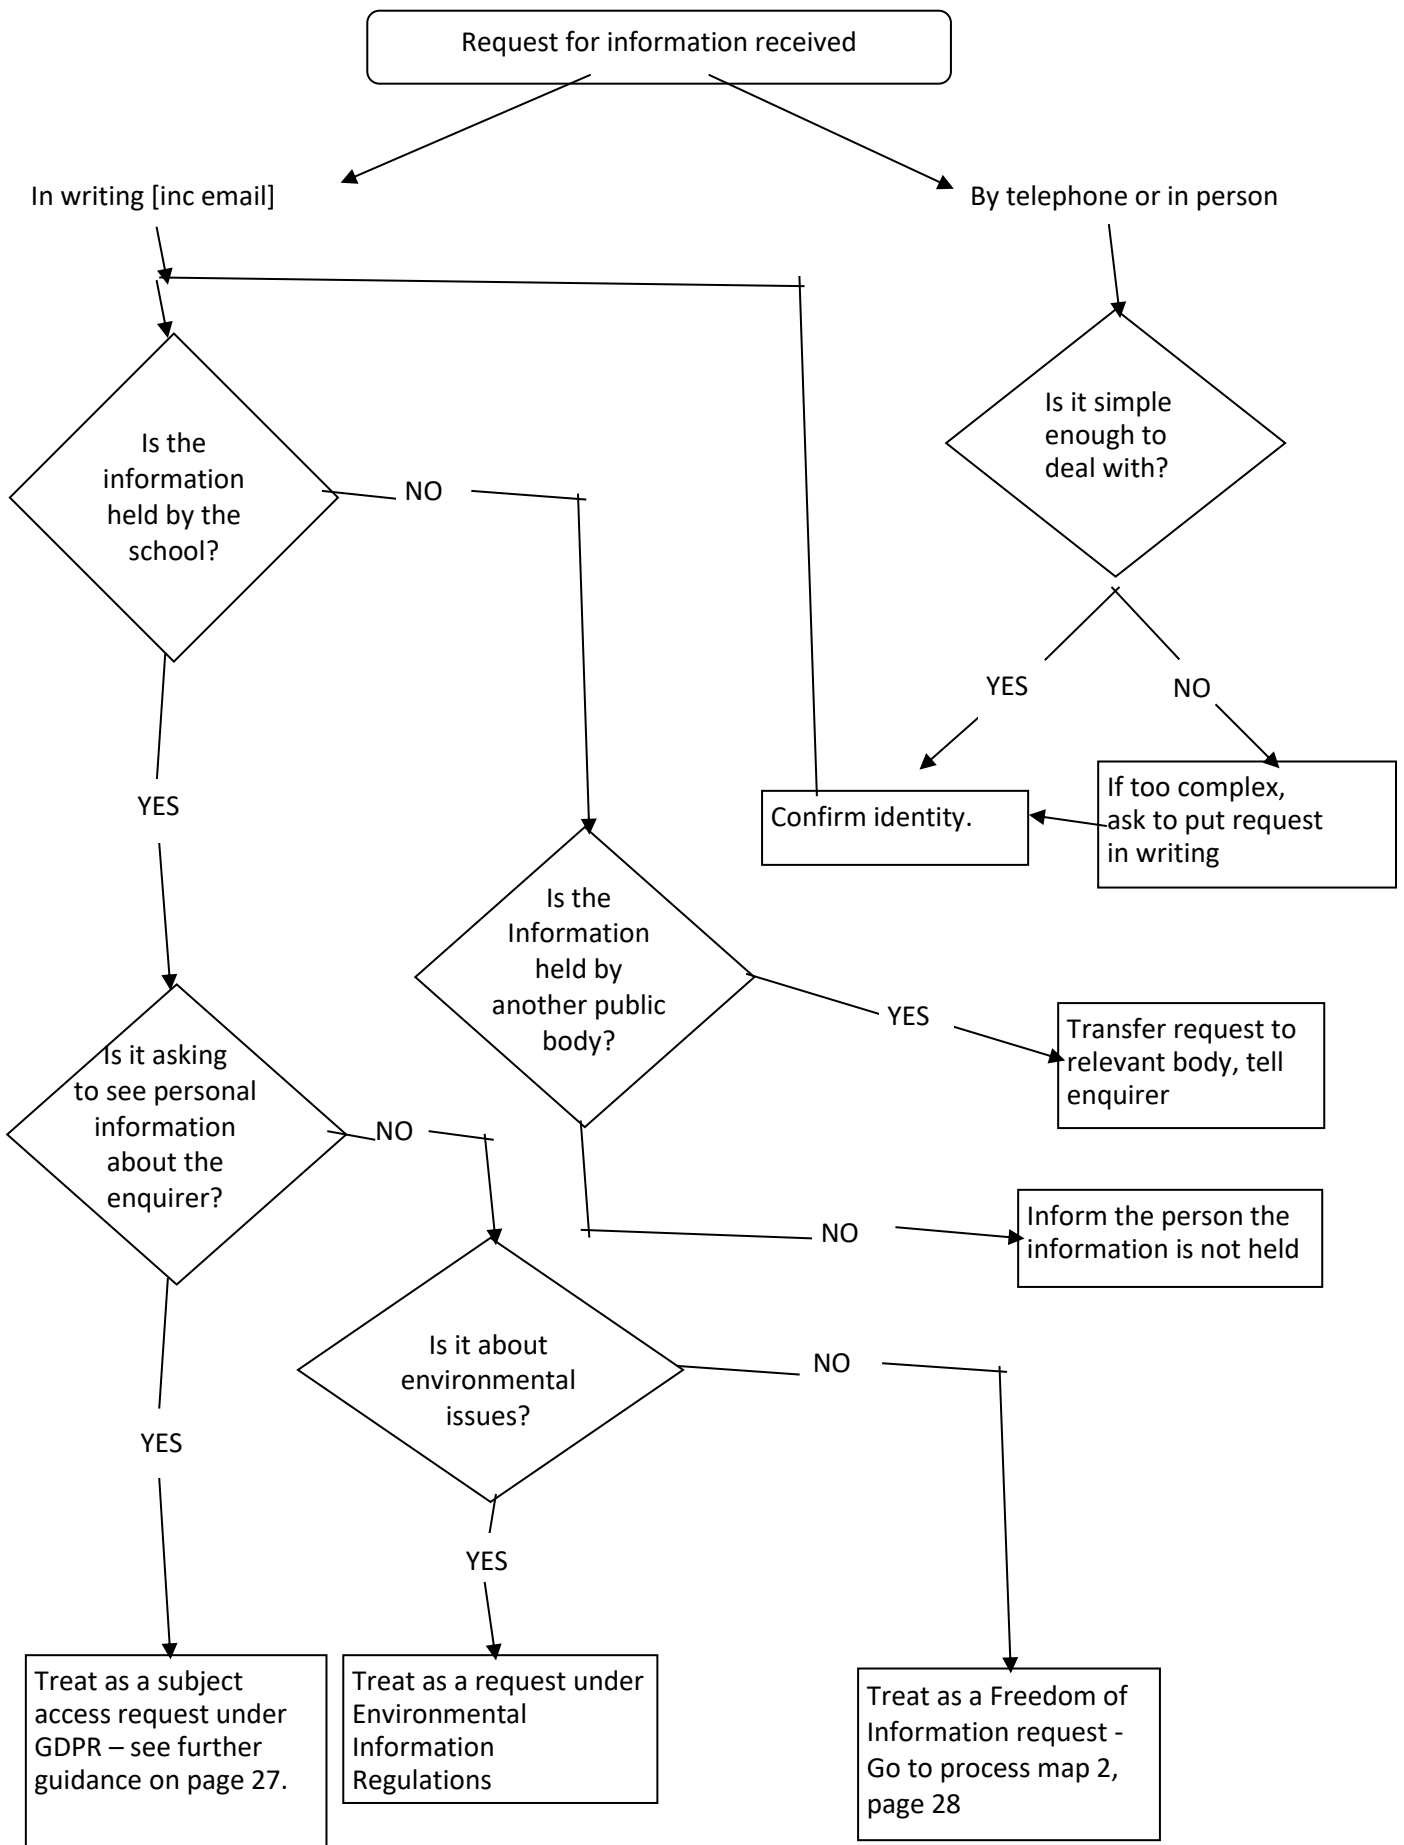 Request for information received
In writing [inc email]
By telephone or in person
Is it simple
enough to
deal with?
Is the
information
held by the
school?
NO
YES
NO
YES
If too complex,
ask to put request
in writing
Confirm identity.
Is the
Information
held by
another public
body?
YES
Transfer request to
relevant body, tell
enquirer
Is it asking
to see personal
information
about the
enquirer?
NO
NO
Inform the person the
information is not held
Is it about
environmental
issues?
NO
YES
YES
Treat as a subject
access request under
GDPR – see further
guidance on page 27.
Treat as a request under
Environmental
Information
Regulations
Treat as a Freedom of
Information request -
Go to process map 2,
page 28